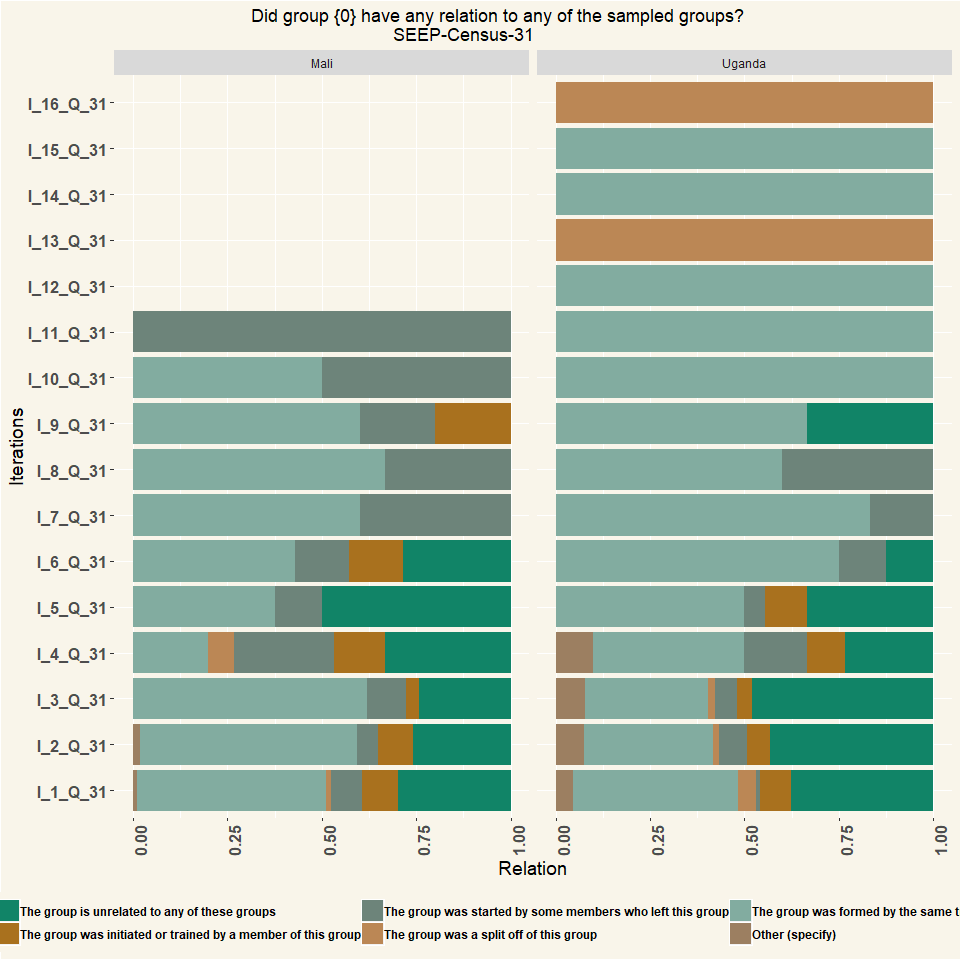 Did group {0} have any relation to any of the sampled groups?
SEEP-Census-31
Mali
Uganda
I_16_Q_31
I_15_Q_31
I_14_Q_31
I_13_Q_31
I_12_Q_31
I_11_Q_31
I_10_Q_31
I_9_Q_31
I_8_Q_31
I_7_Q_31
I_6_Q_31
I_5_Q_31
I_4_Q_31
I_3_Q_31
I_2_Q_31
I_1_Q_31
Iterations
0.00 0.25 0.50 0.75 1.00
0.00 0.25 0.50 0.75 1.00
Relation
The group is unrelated to any of these groups
The group was started by some members who left this group
The group was formed by the same t
The group was initiated or trained by a member of this group
The group was a split off of this group
Other (specify)